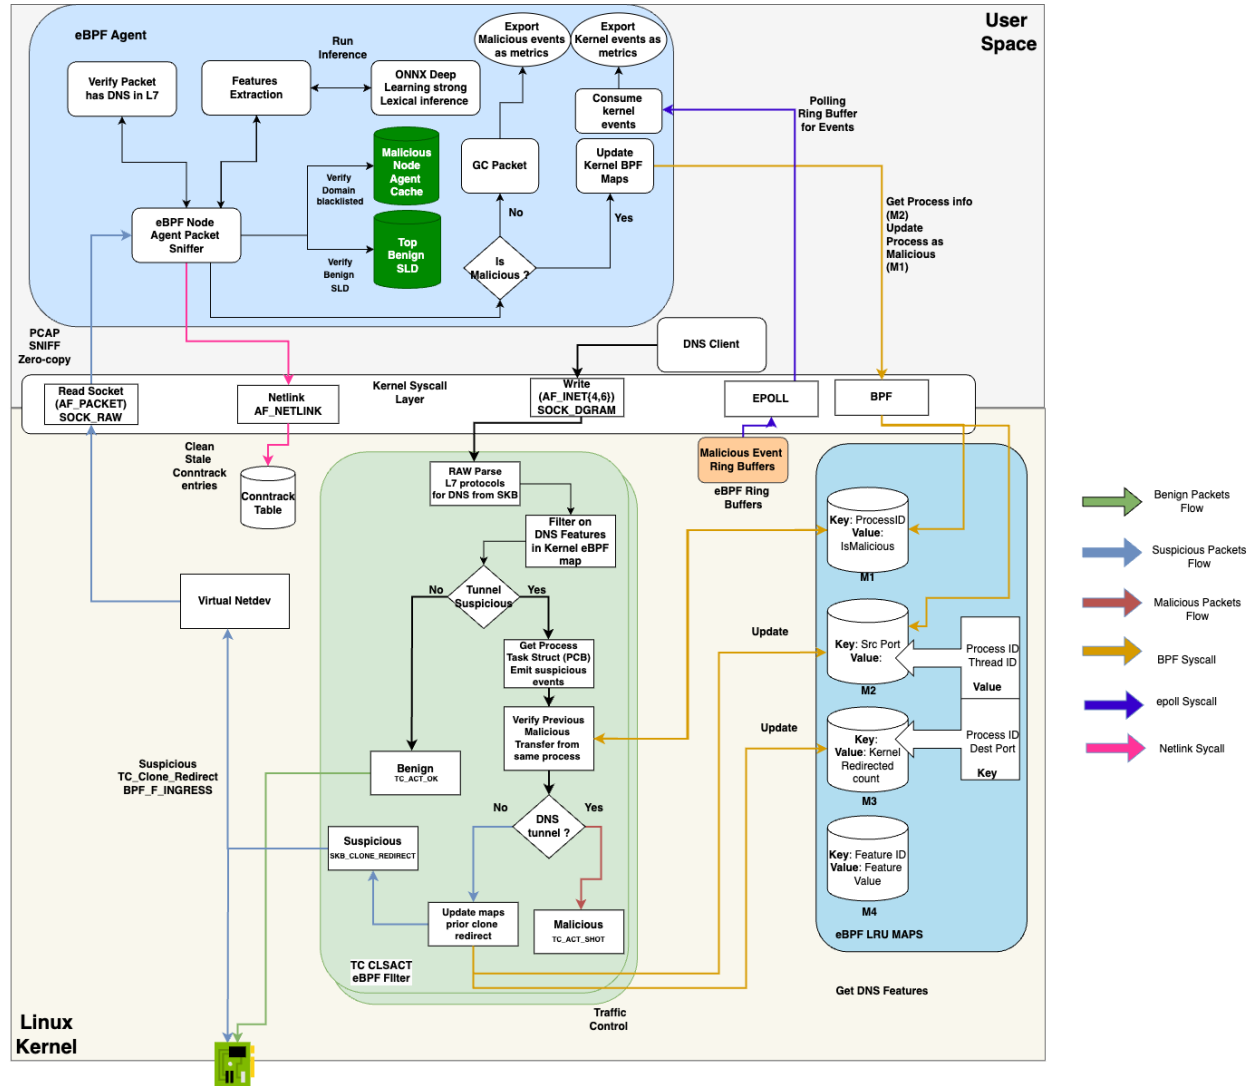 User
Space
eBPF Agent
Export
Malicious events
as metrics
Export
Kernel events as
metrics
Run
Inference
Verify Packet
has DNS in L7
Features
Extraction
ONNX Deep
Learning strong
Lexical inference
Consume
kernel
events
Polling
Ring Buffer
for Events
Malicious
Node
Agent
Cache
GC Packet
Update
Kernel BPF
Maps
Verify
Domain
blacklisted
eBPF Node
Agent Packet
Sniffer
No
Yes
Get Process info
(M2)
Update
Process as
Malicious
(M1)
Top
Benign
SLD
Verify
Benign
SLD
Is
Malicious ?
PCAP
SNIFF
Zero-copy
DNS Client
Read Socket
(AF_PACKET)
SOCK_RAW
Kernel Syscall
Layer
Netlink
AF_NETLINK
Write
(AF_INET{4,6})
SOCK_DGRAM
EPOLL
BPF
Clean
Stale
Conntrack
entries
Conntrack
Table
RAW Parse
L7 protocols
for DNS from SKB
Malicious Event
Ring Buffers
eBPF Ring
Buffers
Filter on
DNS Features
in Kernel eBPF
map
Key: ProcessID
Value:
IsMalicious
M1
Benign Packets
Flow
Suspicious Packets
Flow
Malicious Packets
Flow
BPF Syscall
epoll Syscall
Netlink Sycall
Virtual Netdev
No
Tunnel
Suspicious
Yes
Update
Get Process
Task Struct (PCB)
Emit suspicious
events
Key: Src Port
Value:
M2
Process ID
Thread ID
Value
Verify Previous
Malicious
Transfer from
same process
Update
Key:
Value: Kernel
Redirected
count
M3
Process ID
Dest Port
Key
Suspicious
TC_Clone_Redirect
BPF_F_INGRESS
Benign
TC_ACT_OK
No
Yes
DNS
tunnel ?
Suspicious
SKB_CLONE_REDIRECT
Key: Feature ID
Value: Feature
Value
M4
Update maps
prior clone
redirect
Malicious
TC_ACT_SHOT
eBPF LRU MAPS
TC CLSACT
eBPF FIlter
Get DNS Features
Traffic
Control
Linux
Kernel